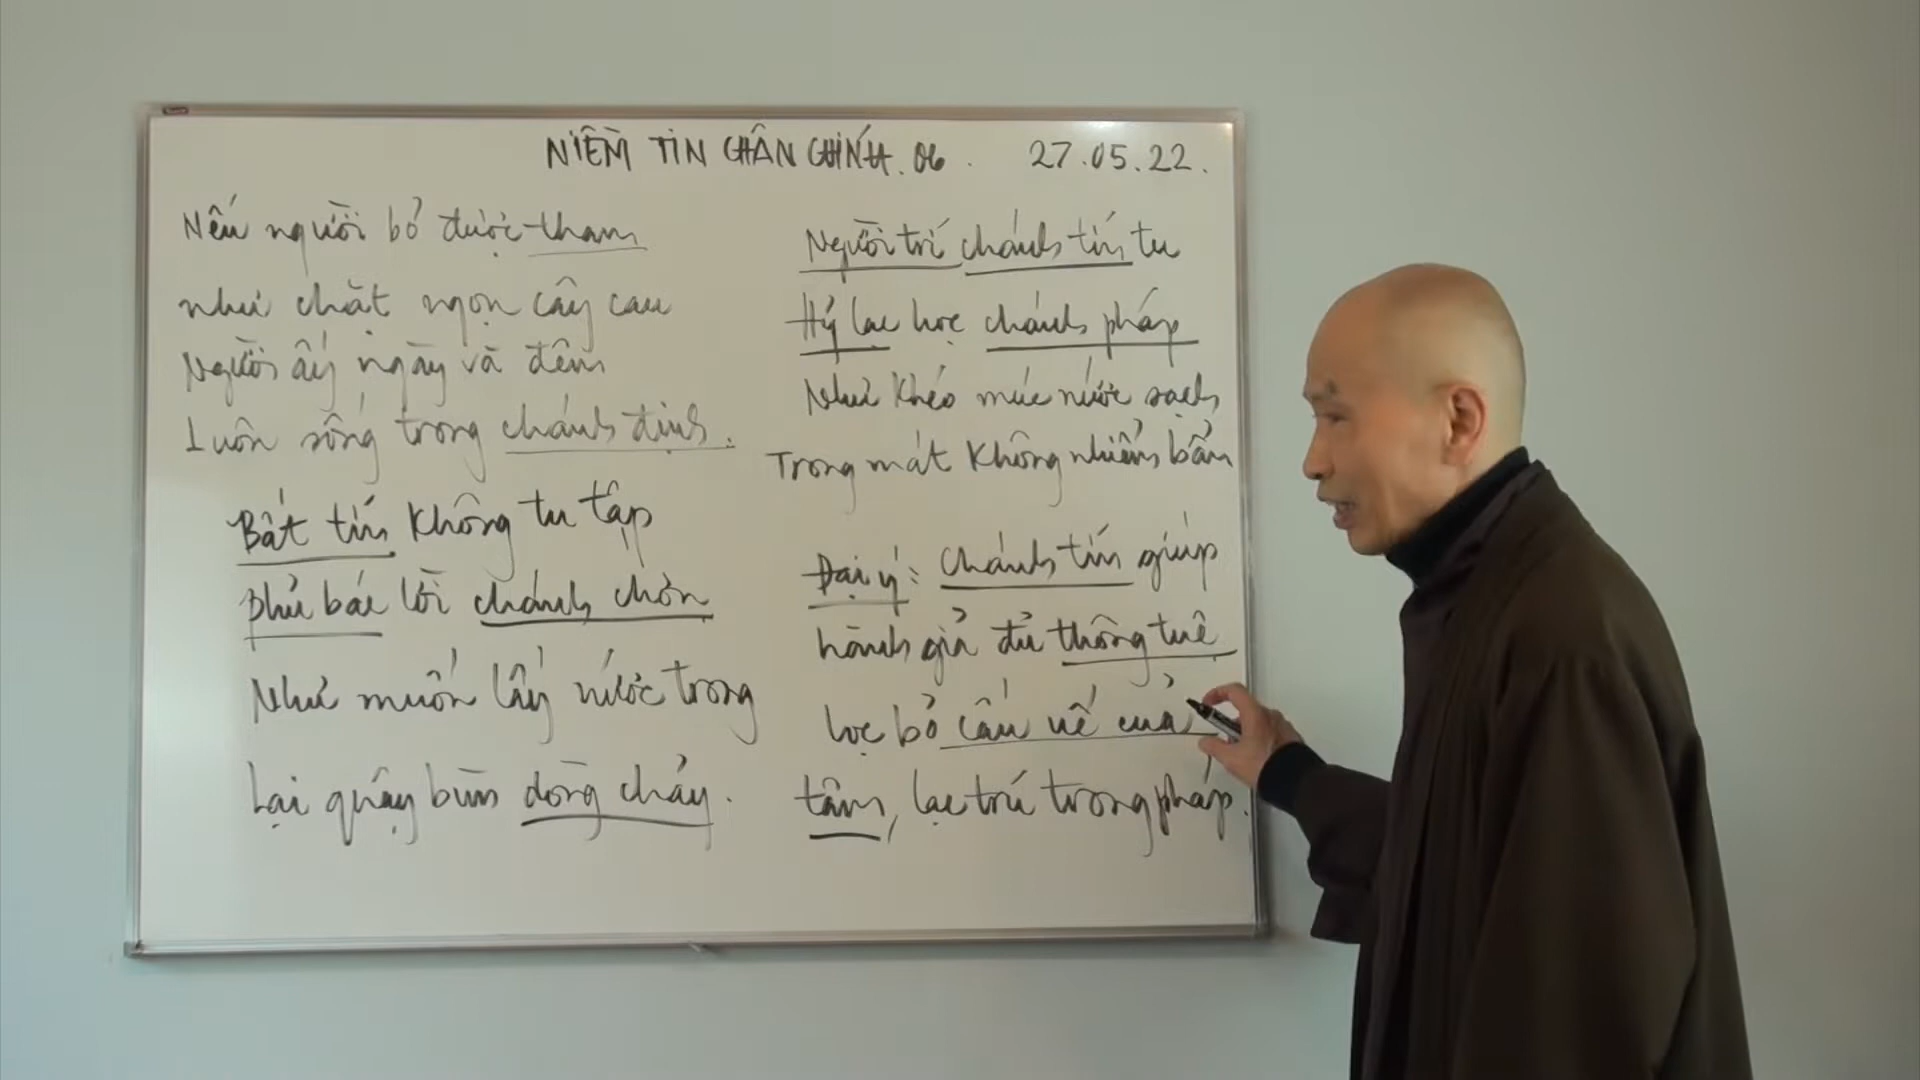 NIỀM TIN CHÂN CHÍNH.06. 27.05.22.
Nếu người bỏ được tham
như chặt ngọn cây cau
Người ấy ngày và đêm
Luôn sống trong chánh định.
Bất tín không tu tập
phủ bác lời chánh chơn
Như muốn lấy nước trong
Lại quậy bùn dòng chảy.
Người trí chánh tín tu
Hỷ lạc học chánh pháp
Như khéo múc nước sạch
Trong mát không nhiễm bẩn
Đại ý: chánh tín giúp
hành giả đủ thông tuệ
lọc bỏ cấu uế của
tâm, lạc trú trong pháp.